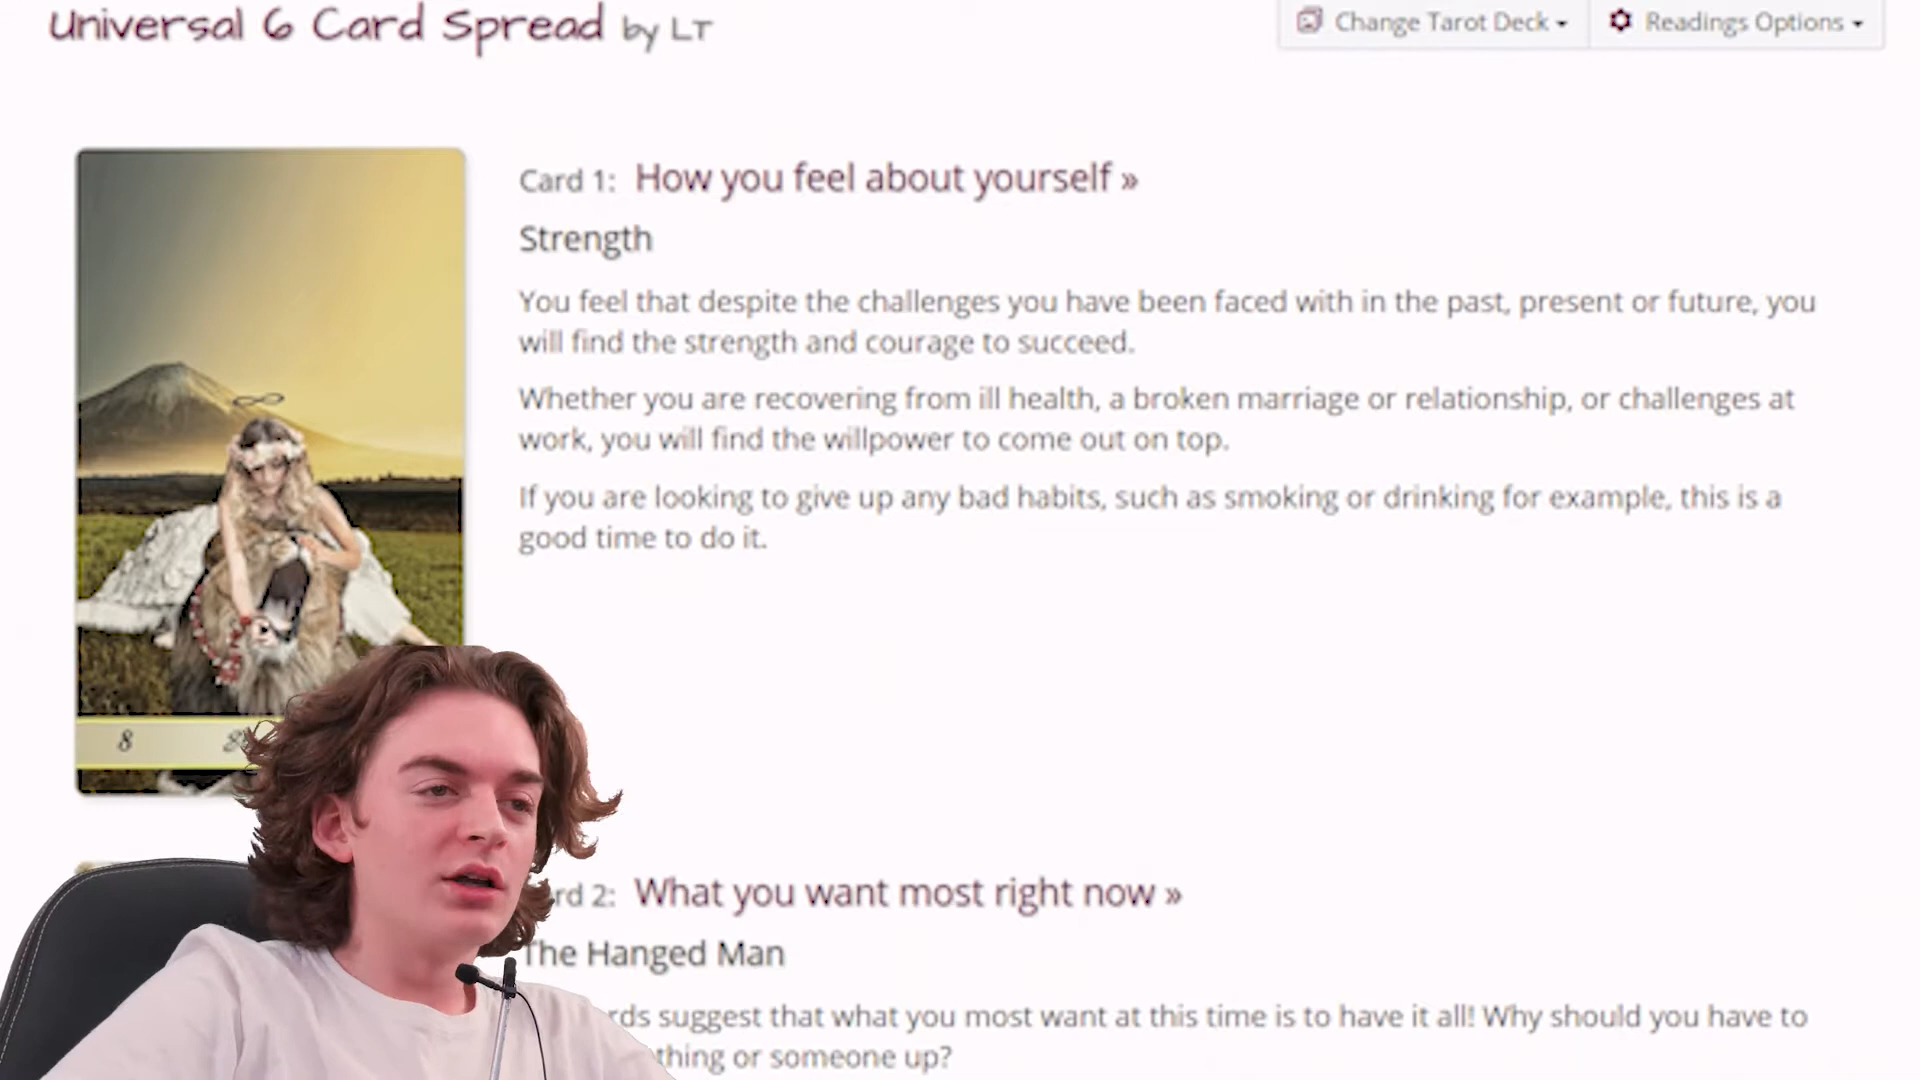 Universal 6 Card Spread by LT
Change Tarot Deck
Readings Options
Card 1: How you feel about yourself »
Strength
You feel that despite the challenges you have been faced with in the past, present or future, you
will find the strength and courage to succeed.
Whether you are recovering from ill health, a broken marriage or relationship, or challenges at
work, you will find the willpower to come out on top.
If you are looking to give up any bad habits, such as smoking or drinking for example, this is a
good time to do it.
8
2: What you want most right now »
The Hanged Man
suggest that what you most want at this time is to have it all! Why should you have to
or someone up?